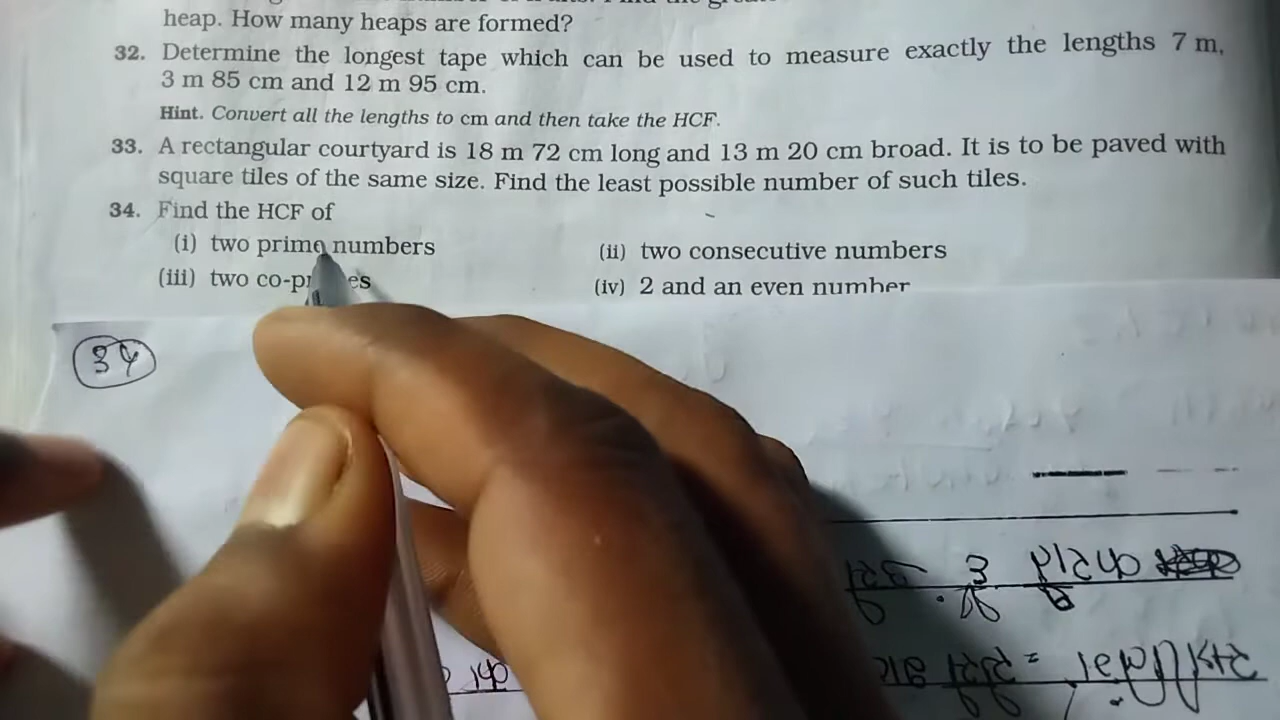 heap. How many heaps are formed?
32. Determine the longest tape which can be used to measure exactly the lengths 7 m,
3 m 85 cm and 12 m 95 cm.
Hint. Convert all the lengths to cm and then take the HCF.
33. A rectangular courtyard is 18 m 72 cm long and 13 m 20 cm broad. It is to be paved with
square tiles of the same size. Find the least possible number of such tiles.
34. Find the HCF of
(i) two prime numbers (ii) two consecutive numbers
(iii) two (iv) 2 and an even number
34